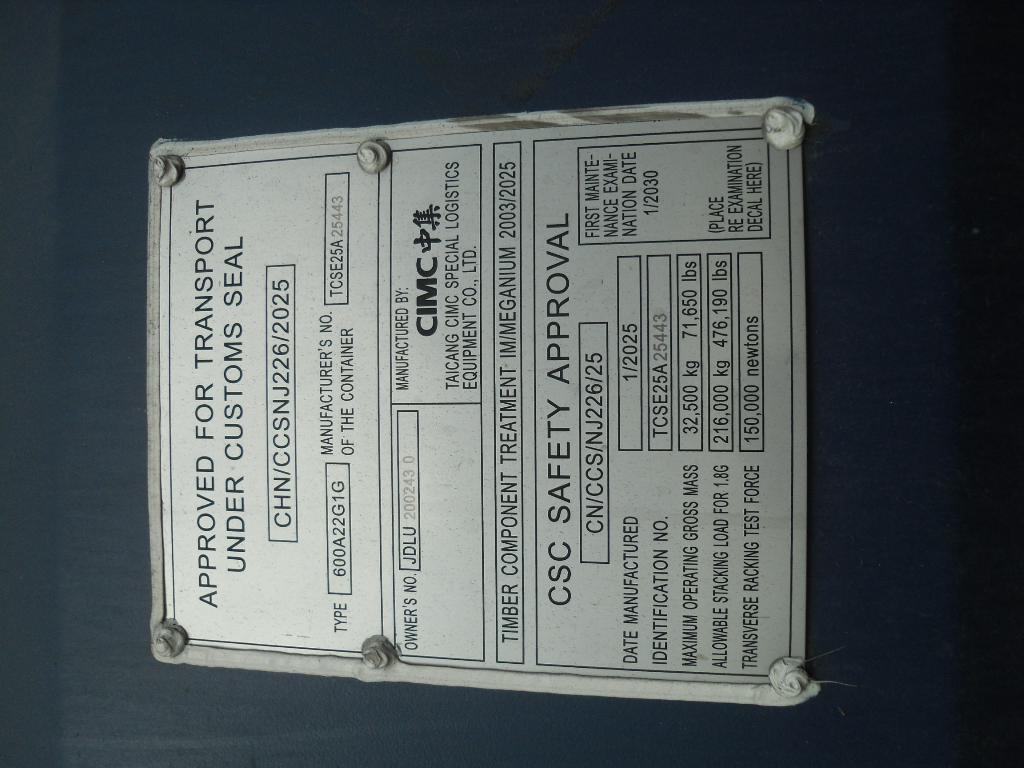 APPROVED FOR TRANSPORT
UNDER CUSTOMS SEAL
CHN/CCSNJ226/2025
TYPE 600A22G1G MANUFACTURER'S NO. OF THE CONTAINER TCSE25A25443
OWNER'S NO. JDLU 200243 0
MANUFACTURED BY:
CIMC 中集
TAICANG CIMC SPECIAL LOGISTICS
EQUIPMENT CO., LTD.
TIMBER COMPONENT TREATMENT IM/MEGANIUM 2003/2025
CSC SAFETY APPROVAL
CN/CCS/NJ226/25
DATE MANUFACTURED 1/2025
IDENTIFICATION NO. TCSE25A25443
MAXIMUM OPERATING GROSS MASS 32,500 kg 71,650 lbs
ALLOWABLE STACKING LOAD FOR 1.8G 216,000 kg 476,190 lbs
TRANSVERSE RACKING TEST FORCE 150,000 newtons
FIRST MAINTE-
NANCE EXAMI-
NATION DATE
1/2030
(PLACE
RE EXAMINATION
DECAL HERE)